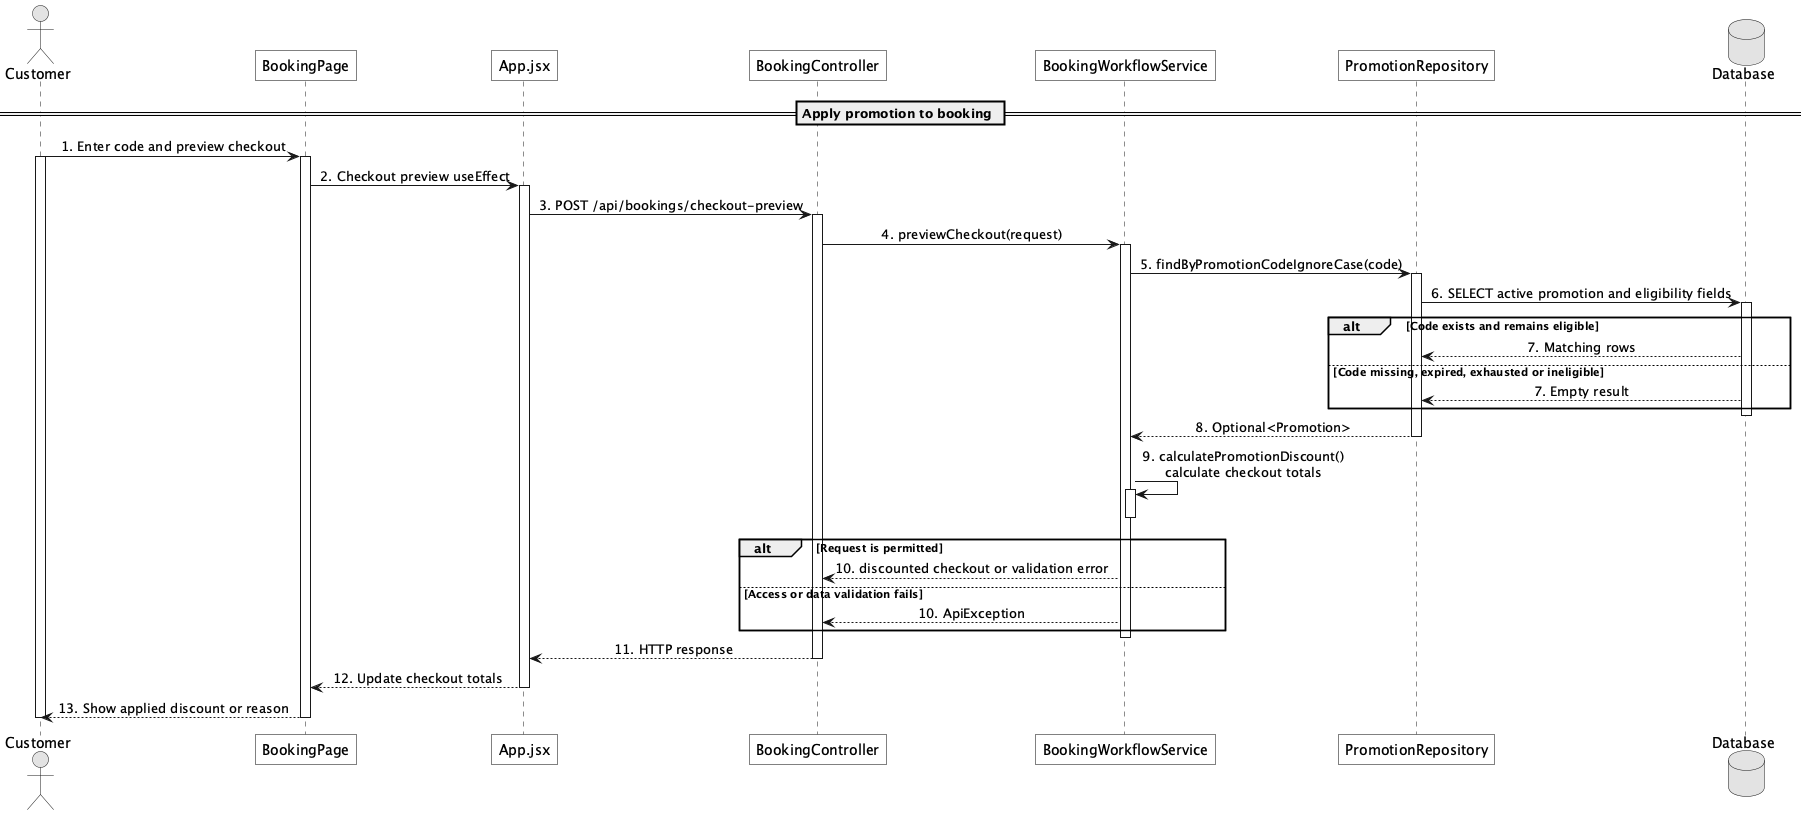 Customer
BookingPage
App.jsx
BookingController
BookingWorkflowService
PromotionRepository
Database
Apply promotion to booking
1. Enter code and preview checkout
2. Checkout preview useEffect
3. POST /api/bookings/checkout-preview
4. previewCheckout(request)
5. findByPromotionCodeIgnoreCase(code)
6. SELECT active promotion and eligibility fields
alt [Code exists and remains eligible]
7. Matching rows
[Code missing, expired, exhausted or ineligible]
7. Empty result
8. Optional<Promotion>
9. calculatePromotionDiscount()
calculate checkout totals
alt [Request is permitted]
10. discounted checkout or validation error
[Access or data validation fails]
10. ApiException
11. HTTP response
12. Update checkout totals
13. Show applied discount or reason
Customer
BookingPage
App.jsx
BookingController
BookingWorkflowService
PromotionRepository
Database